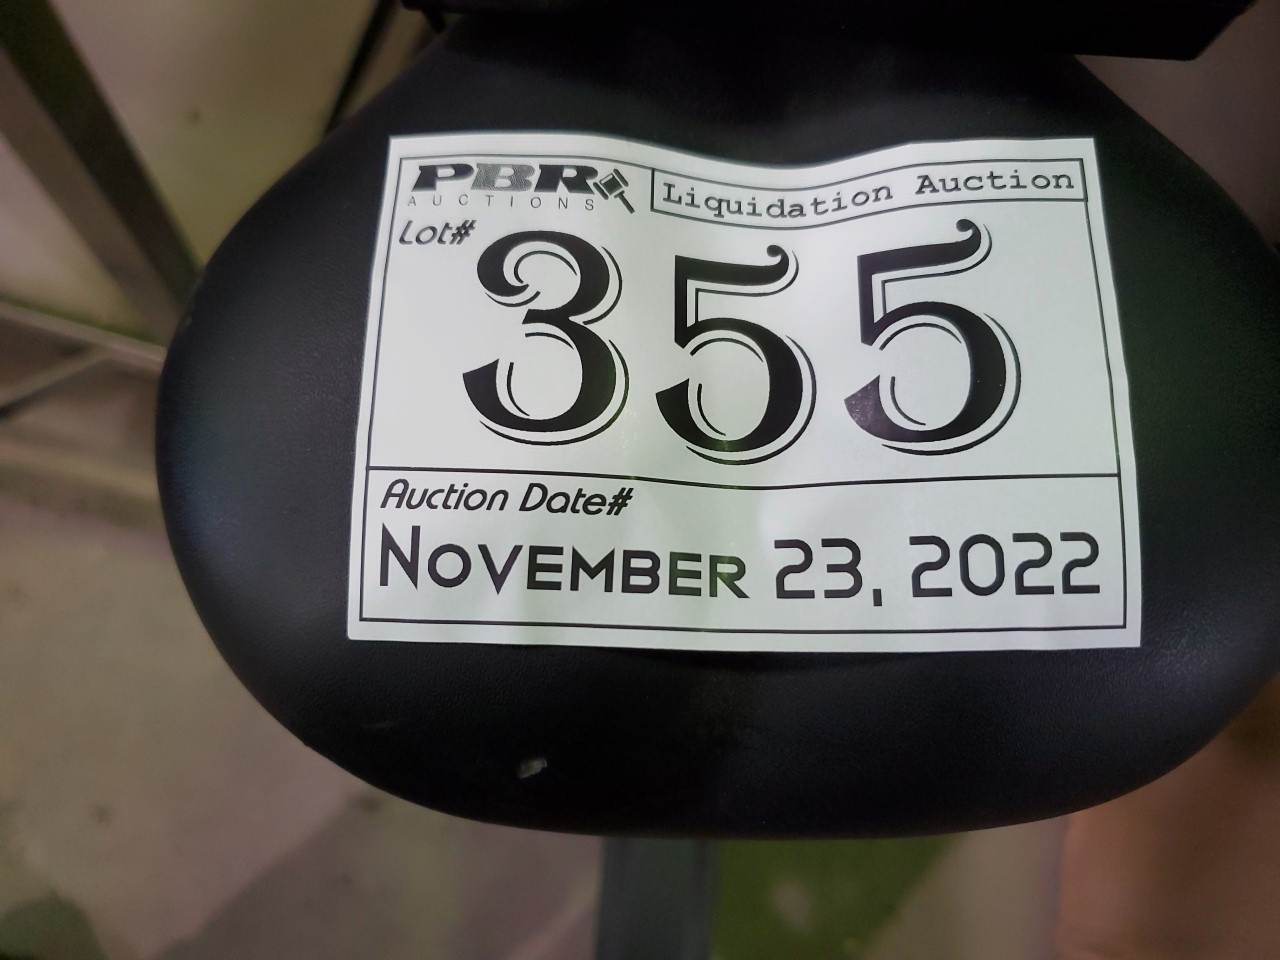 PBR
AUCTIONS
Liquidation Auction
Lot#
355
Auction Date#
November 23, 2022